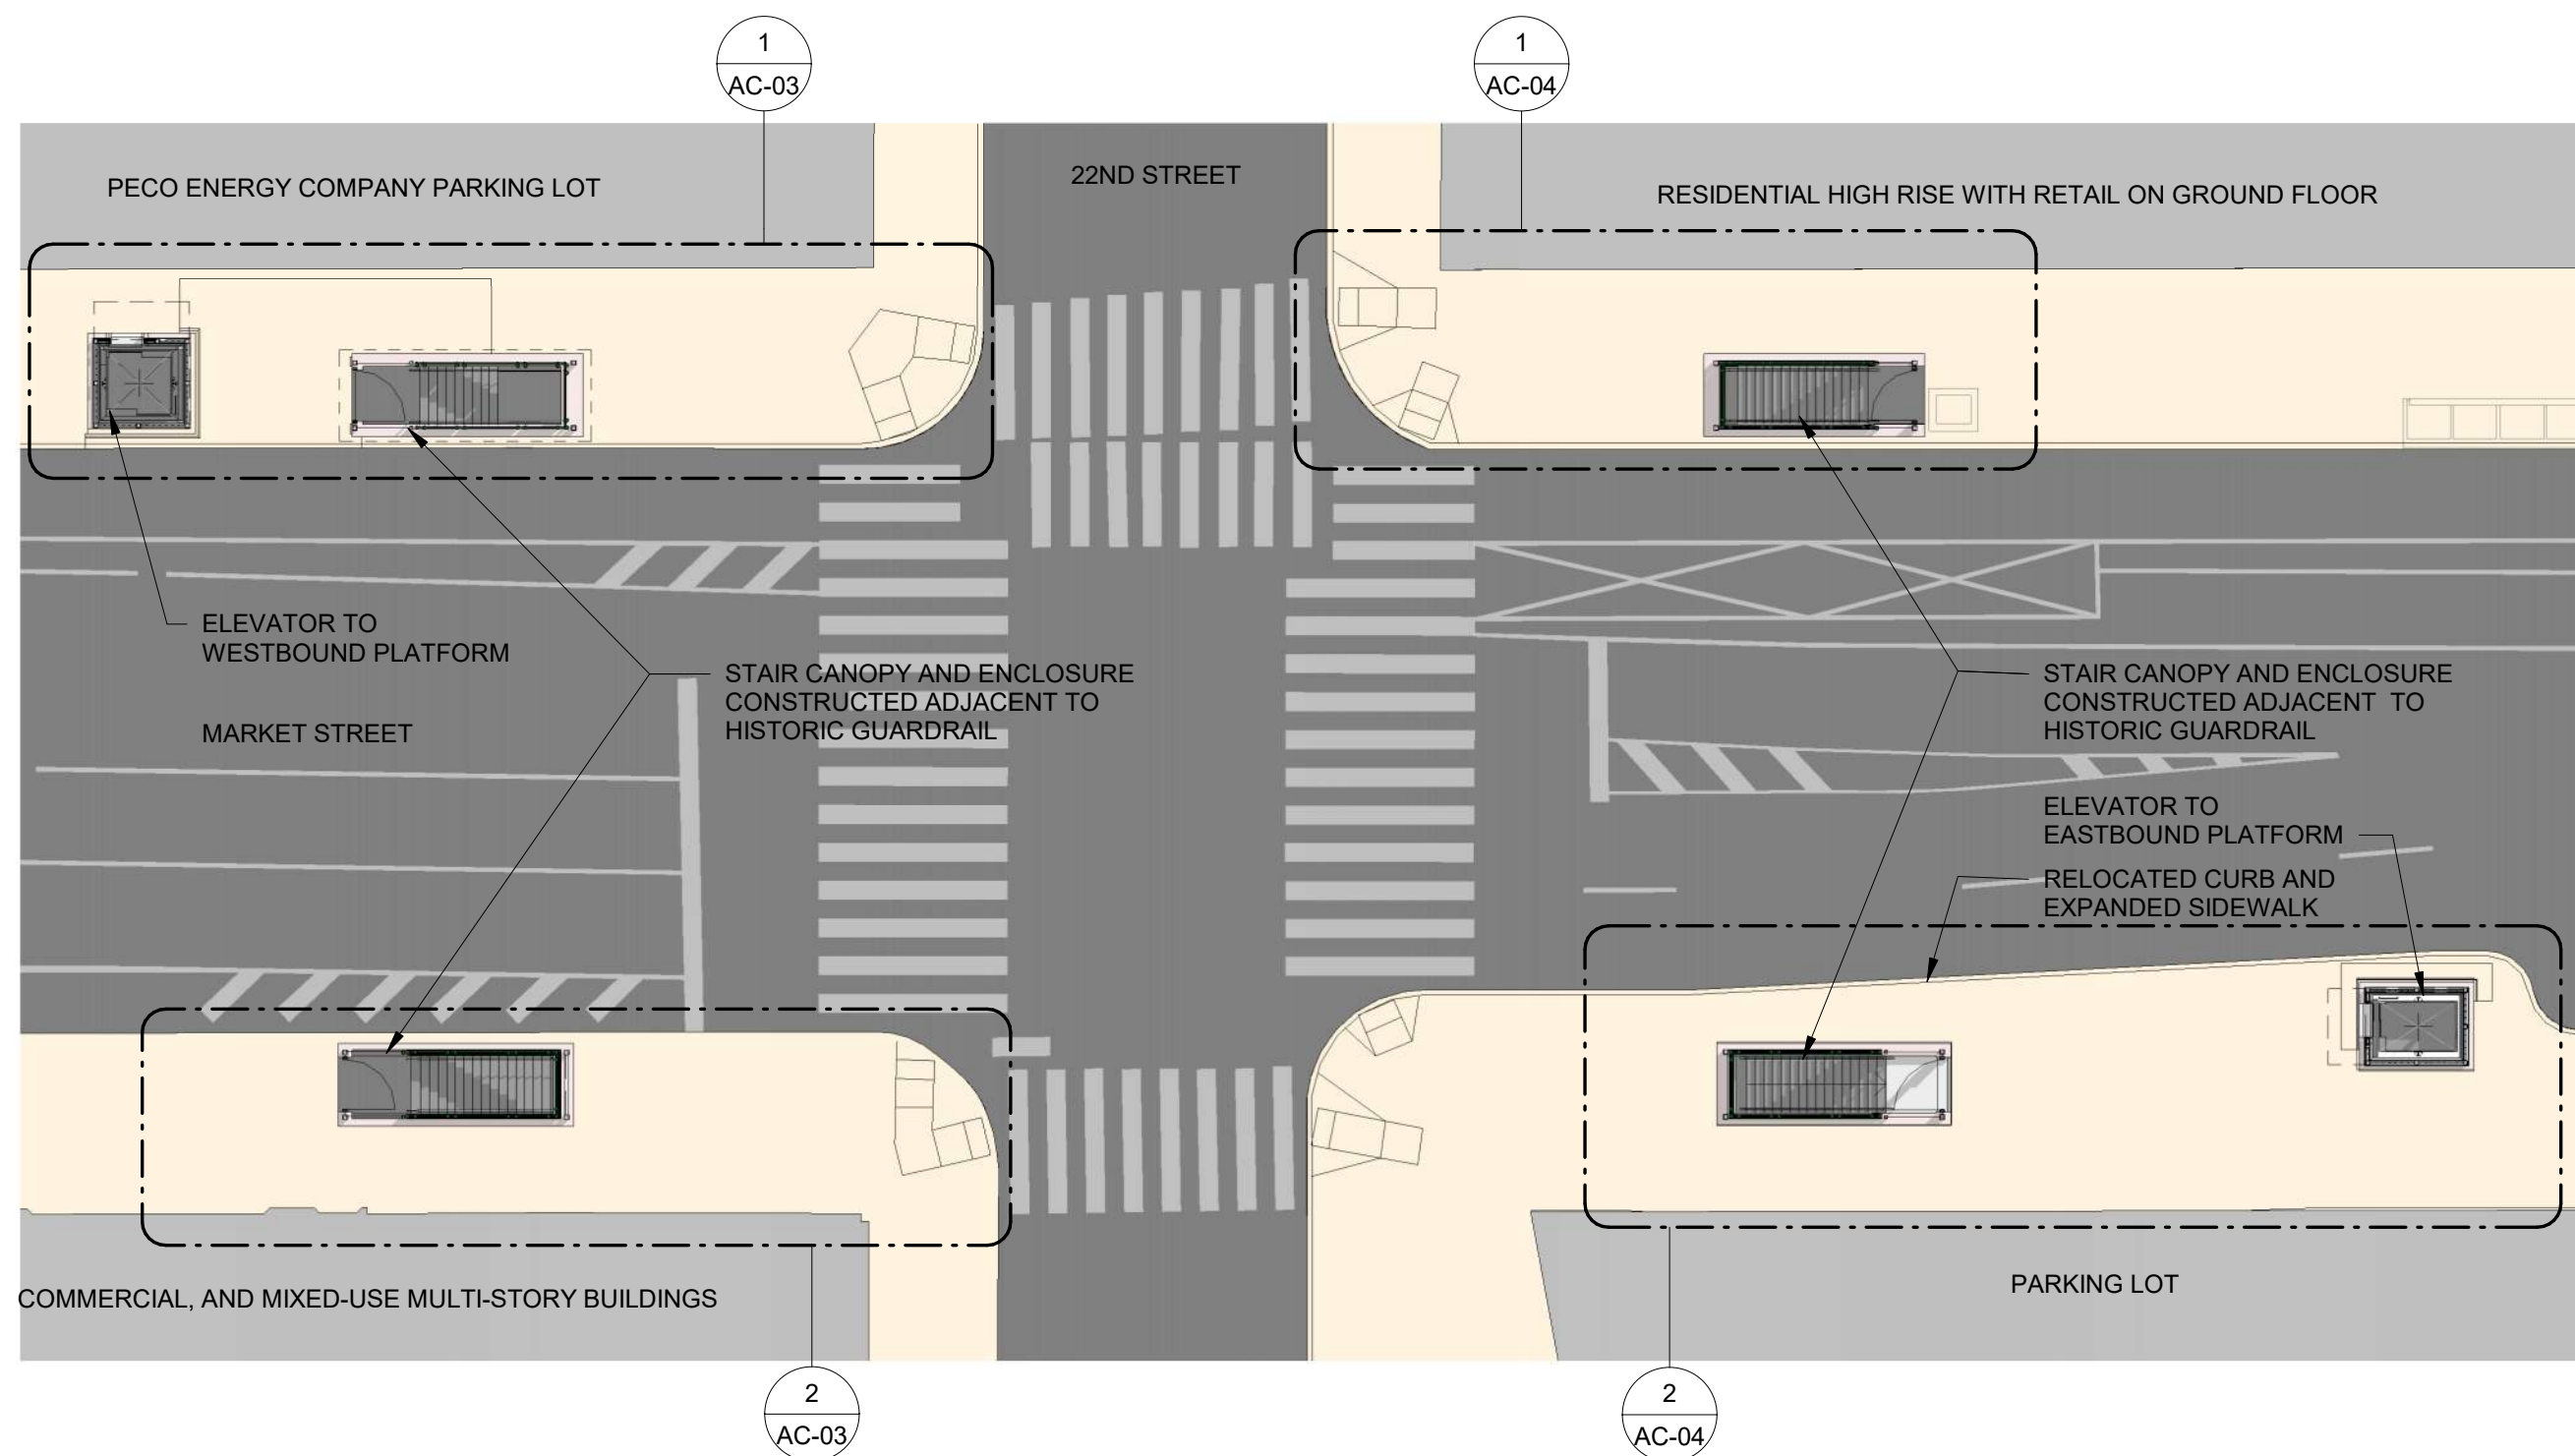 1
AC-03
1
AC-04
22ND STREET
PECO ENERGY COMPANY PARKING LOT
RESIDENTIAL HIGH RISE WITH RETAIL ON GROUND FLOOR
ELEVATOR TO
WESTBOUND PLATFORM
STAIR CANOPY AND ENCLOSURE
CONSTRUCTED ADJACENT TO
HISTORIC GUARDRAIL
STAIR CANOPY AND ENCLOSURE
CONSTRUCTED ADJACENT TO
HISTORIC GUARDRAIL
MARKET STREET
ELEVATOR TO
EASTBOUND PLATFORM
RELOCATED CURB AND
EXPANDED SIDEWALK
COMMERCIAL, AND MIXED-USE MULTI-STORY BUILDINGS
PARKING LOT
2
AC-03
2
AC-04